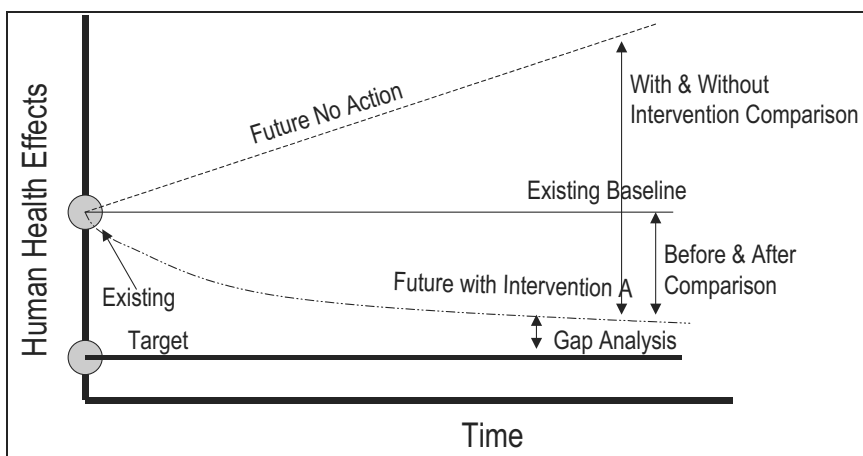 Human Health Effects
Future No Action
With & Without
Intervention Comparison
Existing Baseline
Before & After
Comparison
Future with Intervention A
Existing
Target
Gap Analysis
Time